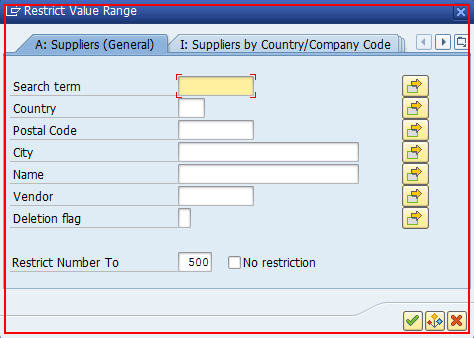 Restrict Value Range
A: Suppliers (General) I: Suppliers by Country/Company Code
Search term
Country
Postal Code
City
Name
Vendor
Deletion flag
Restrict Number To 500 No restriction